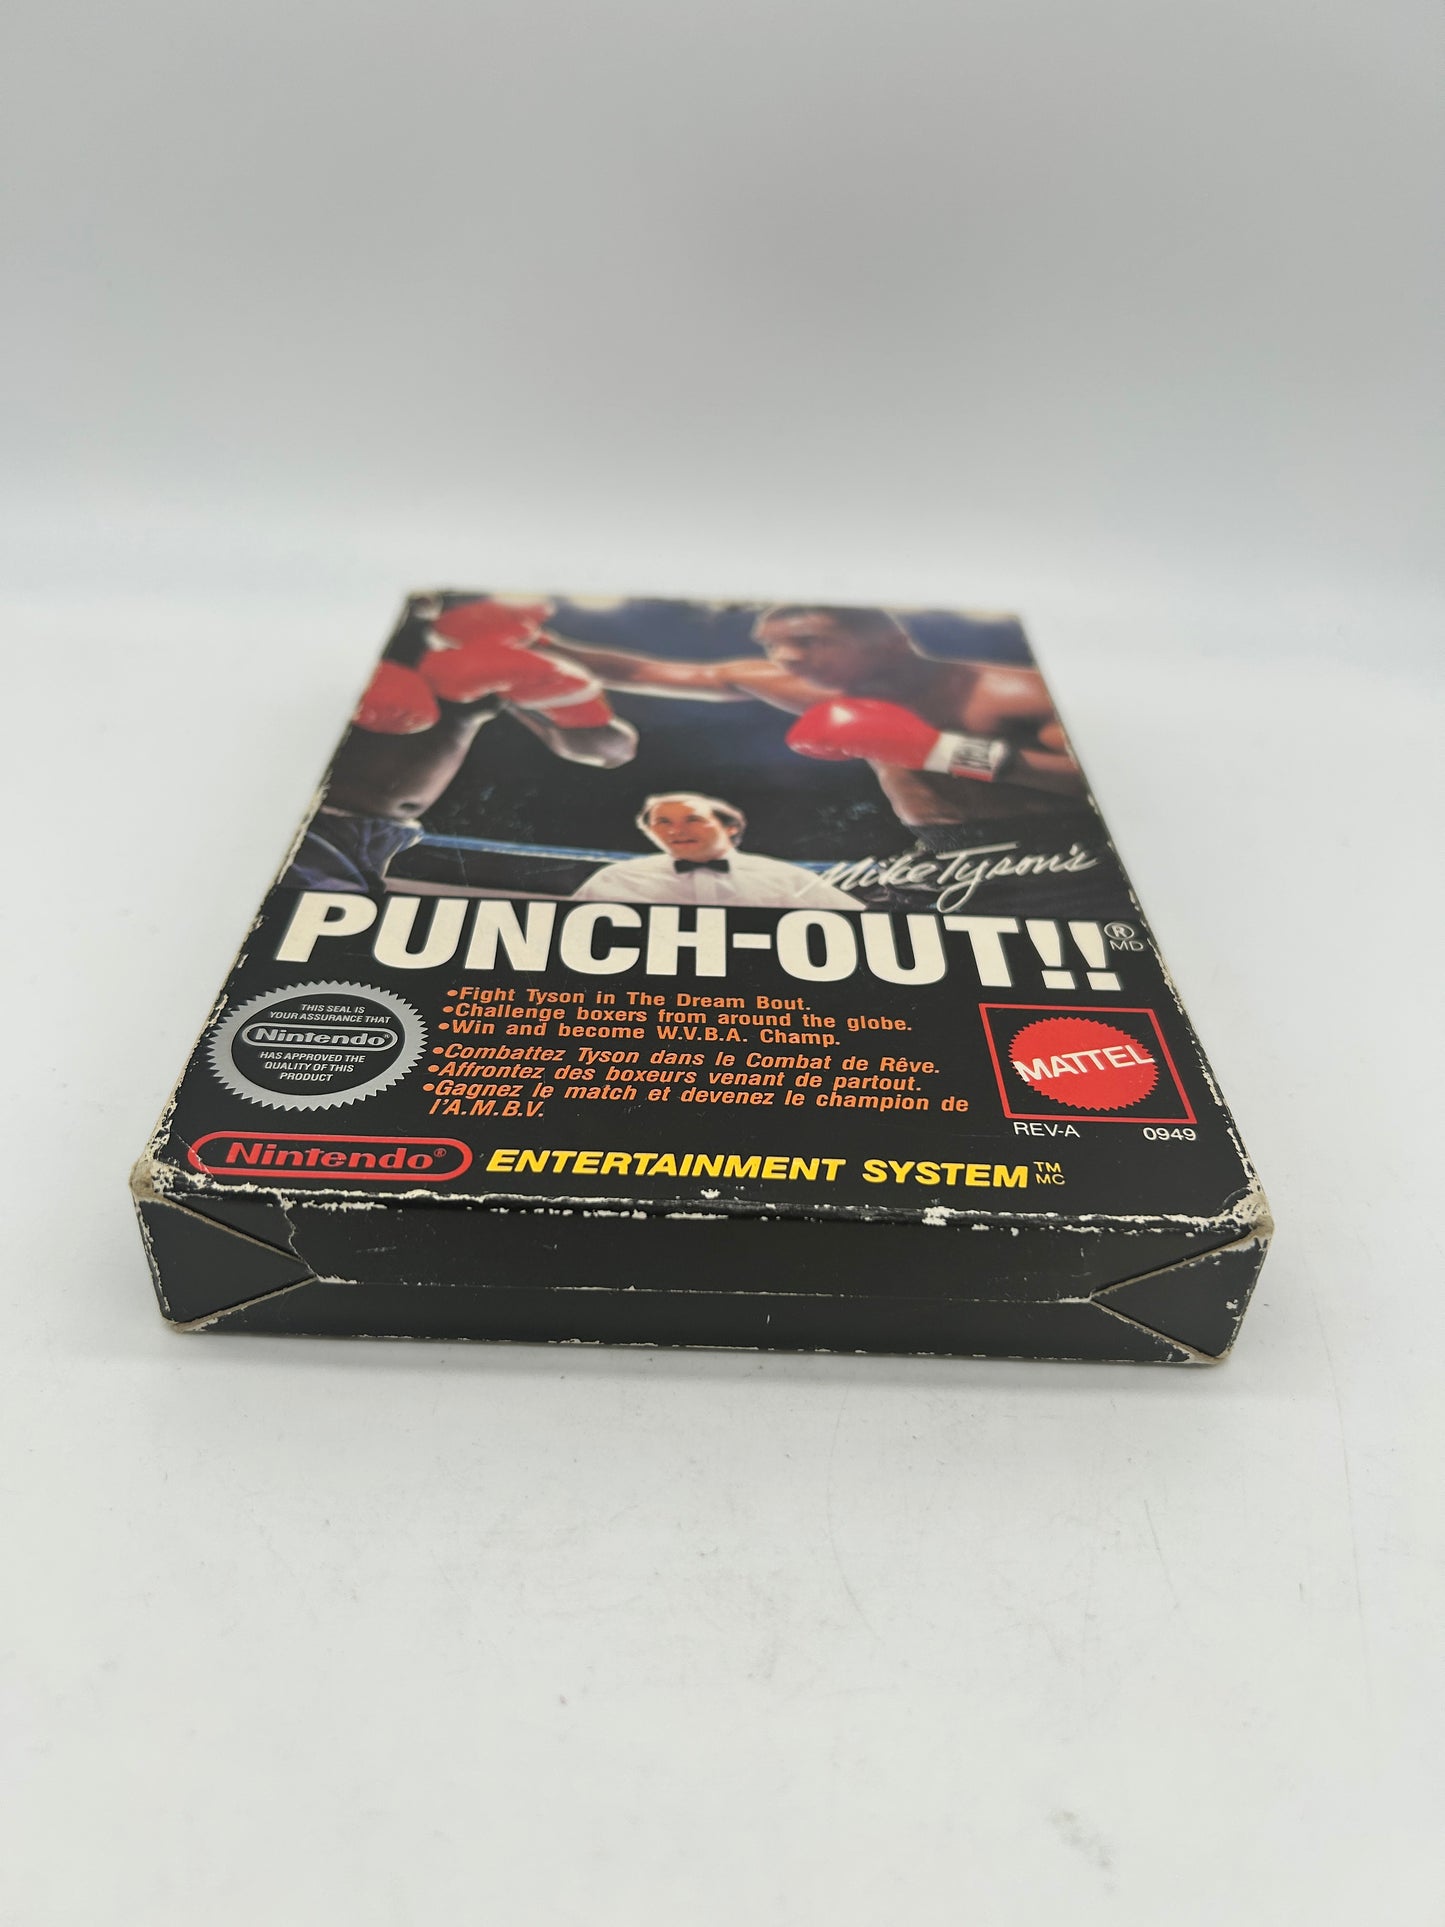 Mike Tyson's
PUNCH-OUT!!®
MD
THIS SEAL IS
YOUR ASSURANCE THAT
Nintendo®
HAS APPROVED THE
QUALITY OF THIS
PRODUCT
•Fight Tyson in The Dream Bout.
•Challenge boxers from around the globe.
•Win and become W.V.B.A. Champ.
•Combattez Tyson dans le Combat de Rêve.
•Affrontez des boxeurs venant de partout.
•Gagnez le match et devenez le champion de
l'A.M.B.V.
MATTEL
REV-A 0949
Nintendo® ENTERTAINMENT SYSTEM™
MC